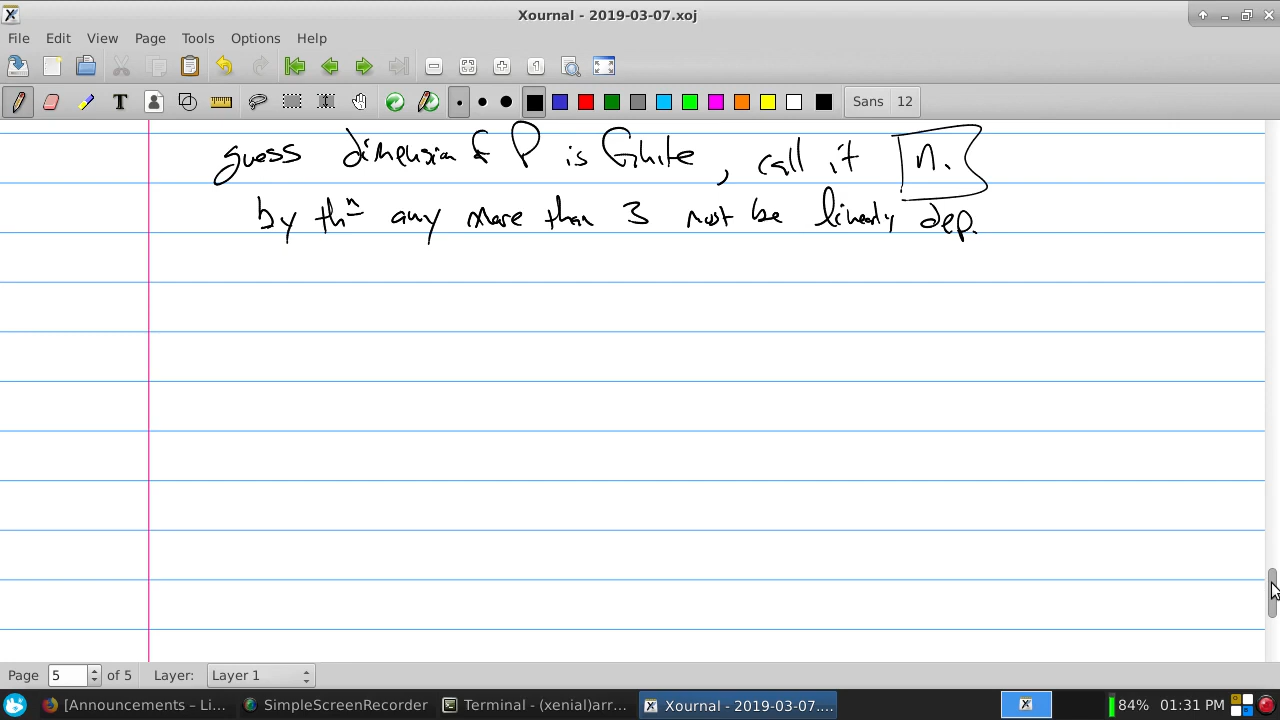 Xournal - 2019-03-07.xoj
File Edit View Page Tools Options Help
T Sans 12
guess dimension of P is finite, call it n.
by thn any more than 3 must be linearly dep.
Page 5 of 5 Layer: Layer 1
[Announcements – Li... SimpleScreenRecorder Terminal - (xenial)arr... Xournal - 2019-03-07.... 84% 01:31 PM